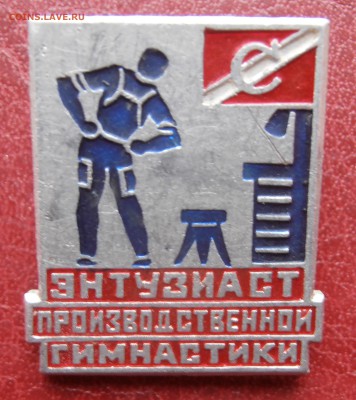 COINS.LAVE.RU
С
ЭНТУЗИАСТ
ПРОИЗВОДСТВЕННОЙ
ГИМНАСТИКИ